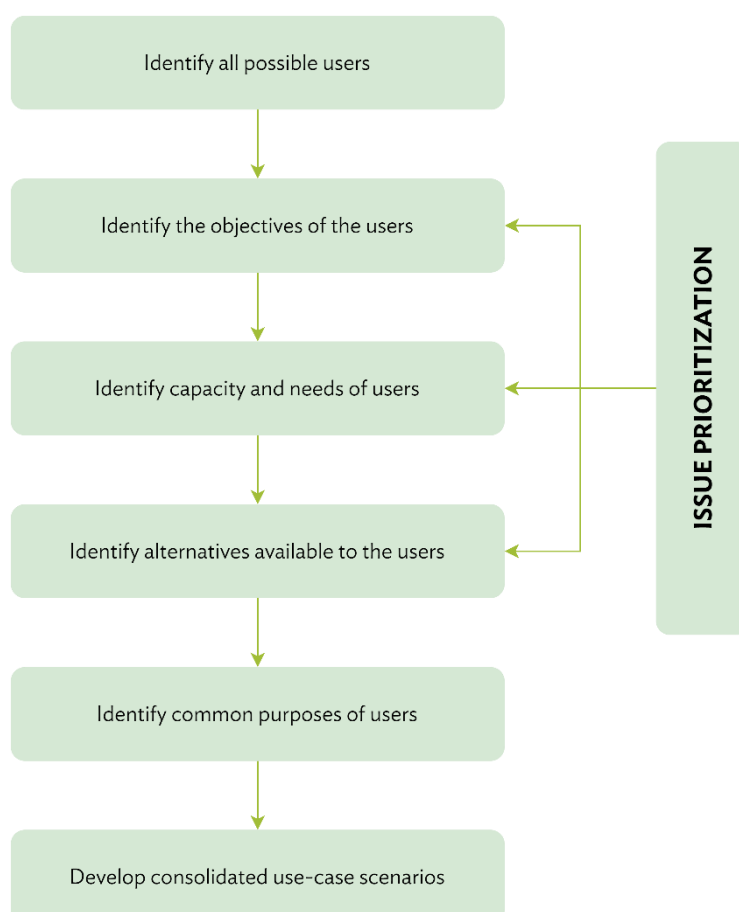 Identify all possible users
Identify the objectives of the users
Identify capacity and needs of users
Identify alternatives available to the users
Identify common purposes of users
Develop consolidated use-case scenarios
ISSUE PRIORITIZATION